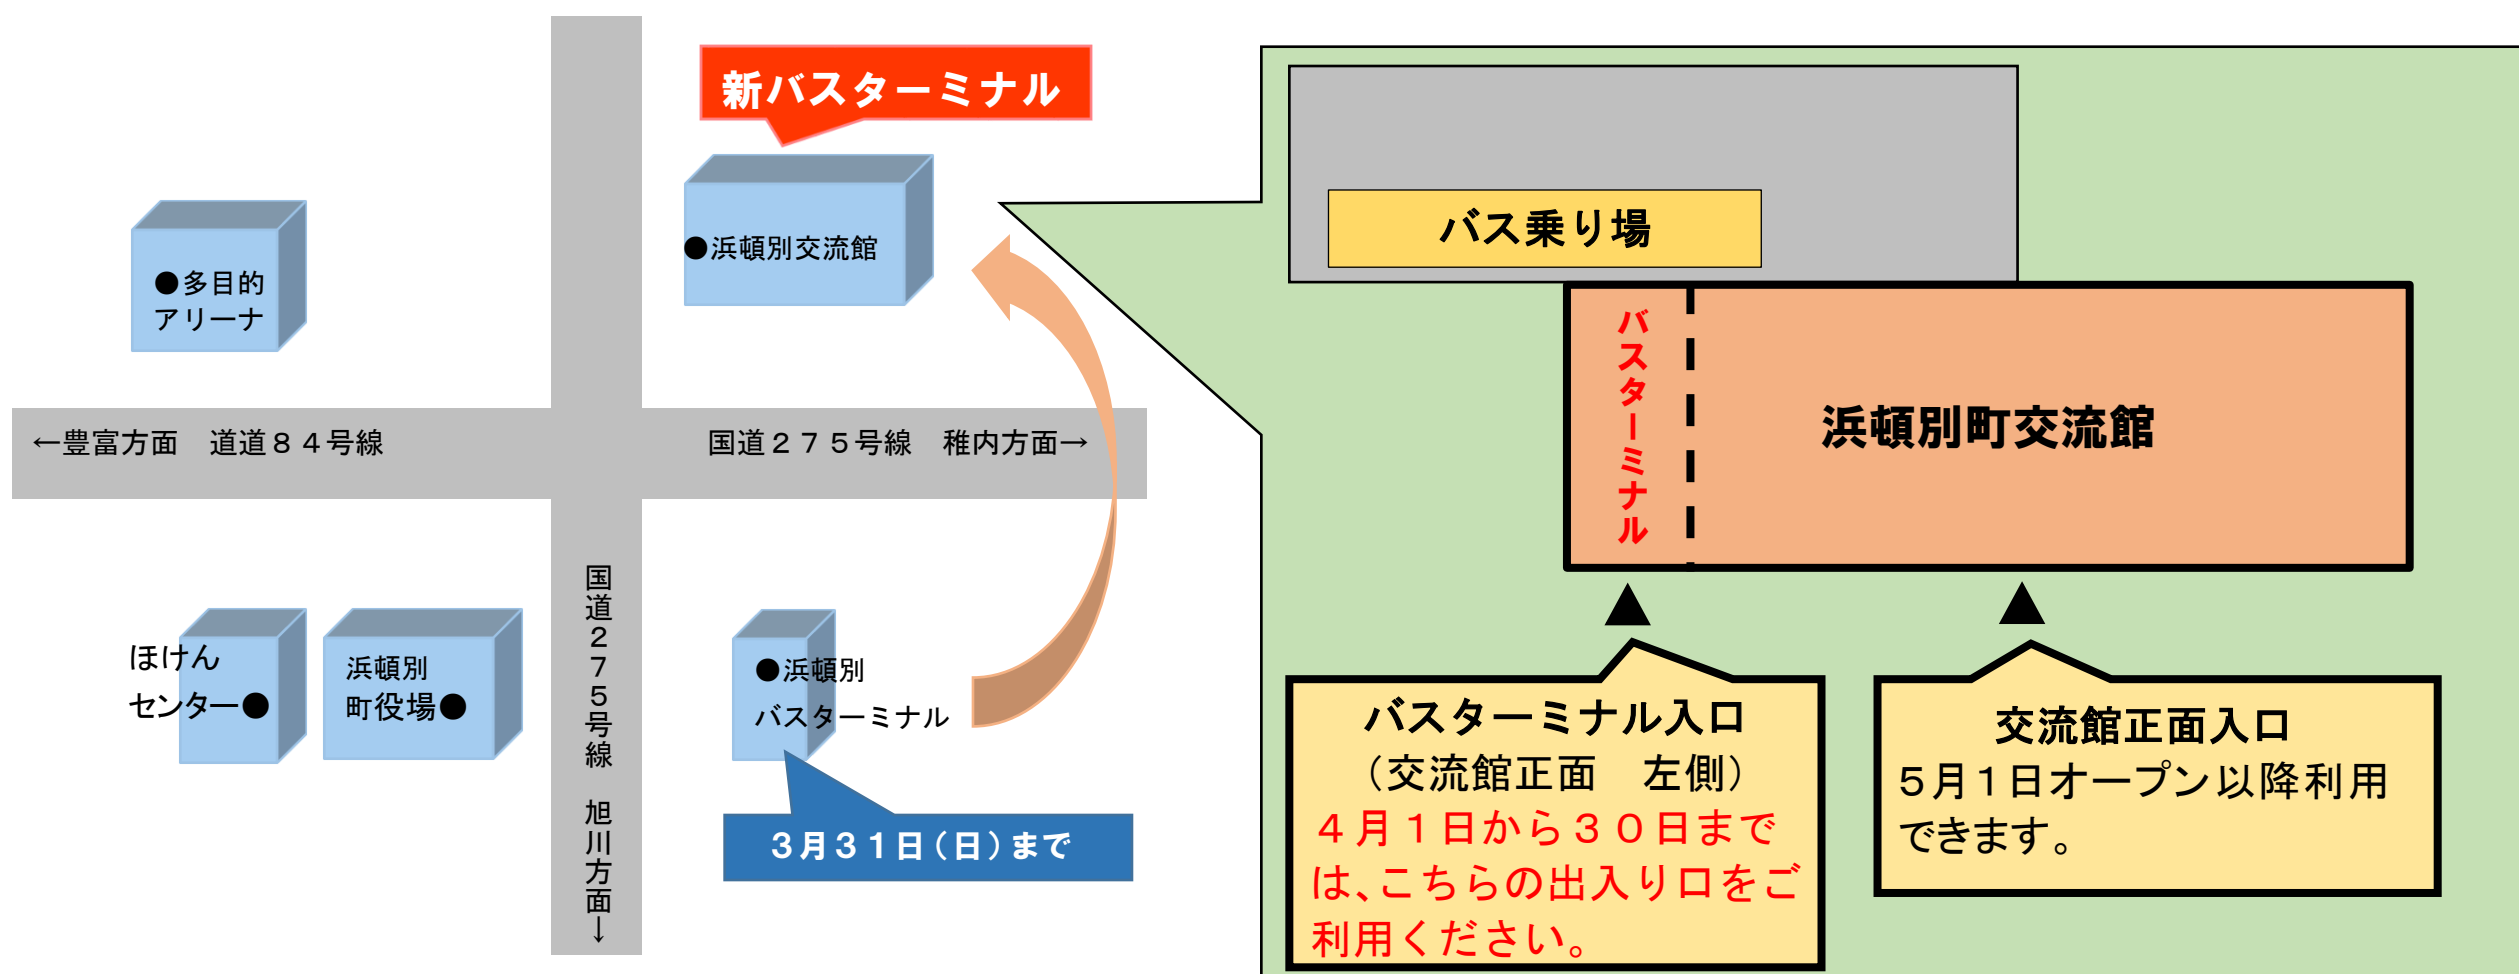 新バスターミナル
●浜頓別交流館
●多目的
アリーナ
←豊富方面　道道８４号線
国道２７５号線　稚内方面→
国道２７５号線　旭川方面→
ほけん
センター●
浜頓別
町役場●
●浜頓別
バスターミナル
３月３１日（日）まで
バス乗り場
バスターミナル
浜頓別町交流館
バスターミナル入口
（交流館正面　左側）
４月１日から３０日まで
は、こちらの出入り口をご
利用ください。
交流館正面入口
５月１日オープン以降利用
できます。